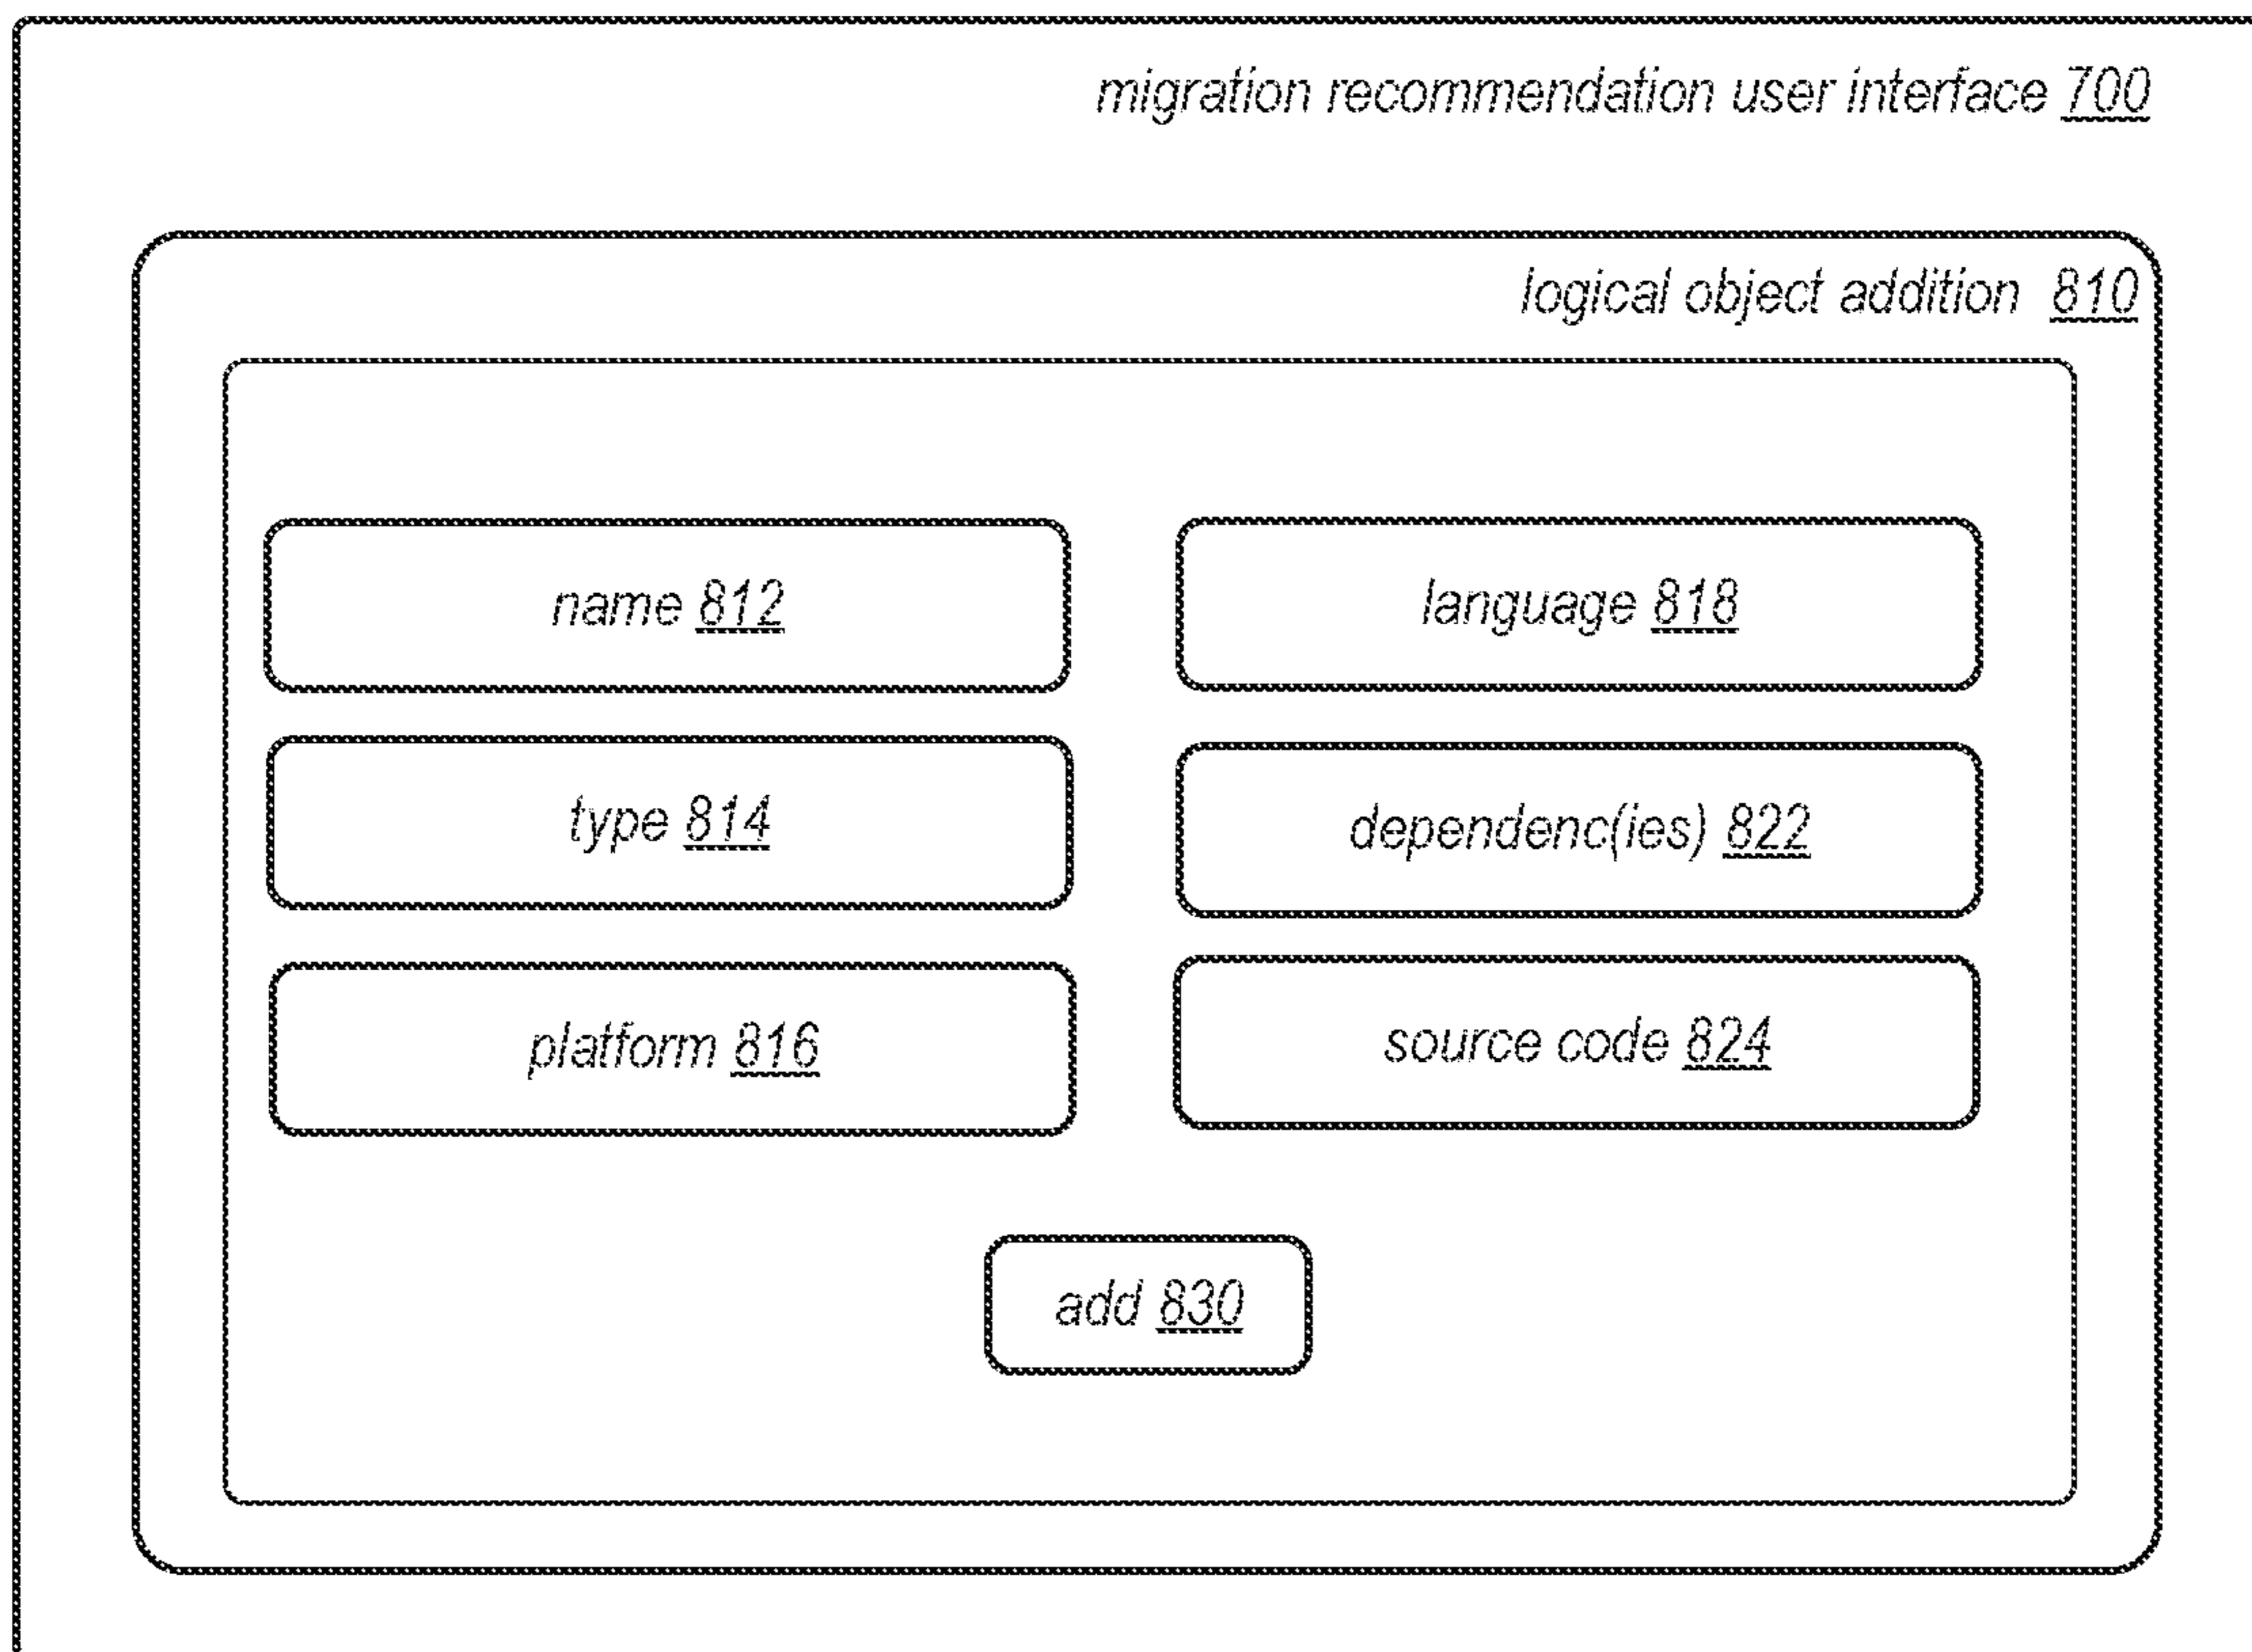 migration recommendation user interface 700
logical object addition 810
name 812
language 818
type 814
dependenc(ies) 822
platform 816
source code 824
add 830